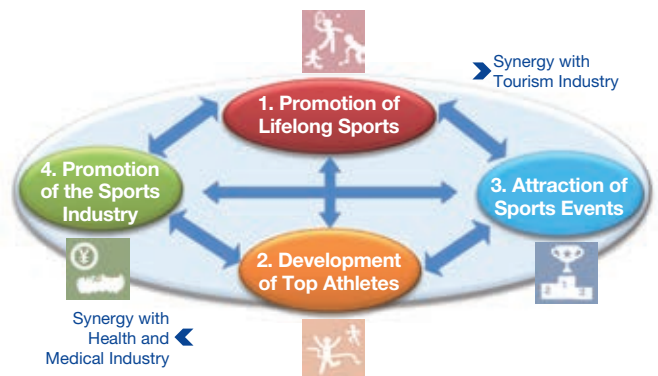 Synergy with
Tourism Industry
1. Promotion of
Lifelong Sports
4. Promotion
of the Sports
Industry
3. Attraction of
Sports Events
2. Development
of Top Athletes
¥
Synergy with
Health and
Medical Industry